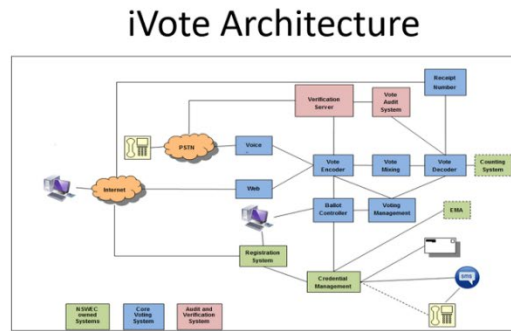 iVote Architecture
Receipt
Number
Verification
Server
Vote
Audit
System
PSTN
Voice
Vote
Encoder
Vote
Mixing
Vote
Decoder
Counting
System
Internet
Web
Ballot
Controller
Voting
Management
EMA
Registration
System
Credential
Management
SMS
NSWEC
owned
Systems
Core
Voting
System
Audit and
Verification
System